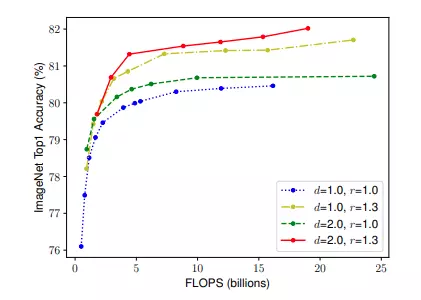 82
81
80
79
78
77
76
ImageNet Top1 Accuracy (%)
0 5 10 15 20 25
FLOPS (billions)
d=1.0, r=1.0
d=1.0, r=1.3
d=2.0, r=1.0
d=2.0, r=1.3